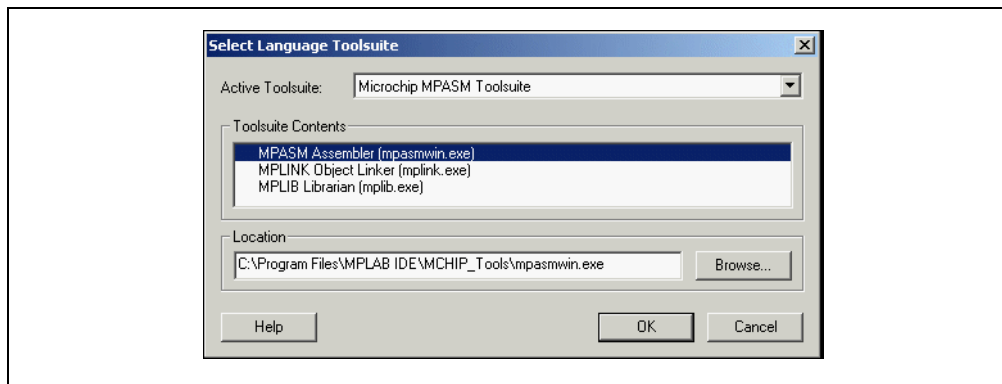 Select Language Toolsuite
Active Toolsuite: Microchip MPASM Toolsuite
Toolsuite Contents
MPASM Assembler (mpasmwin.exe)
MPLINK Object Linker (mplink.exe)
MPLIB Librarian (mplib.exe)
Location
C:\Program Files\MPLAB IDE\MCHIP_Tools\mpasmwin.exe Browse...
Help OK Cancel